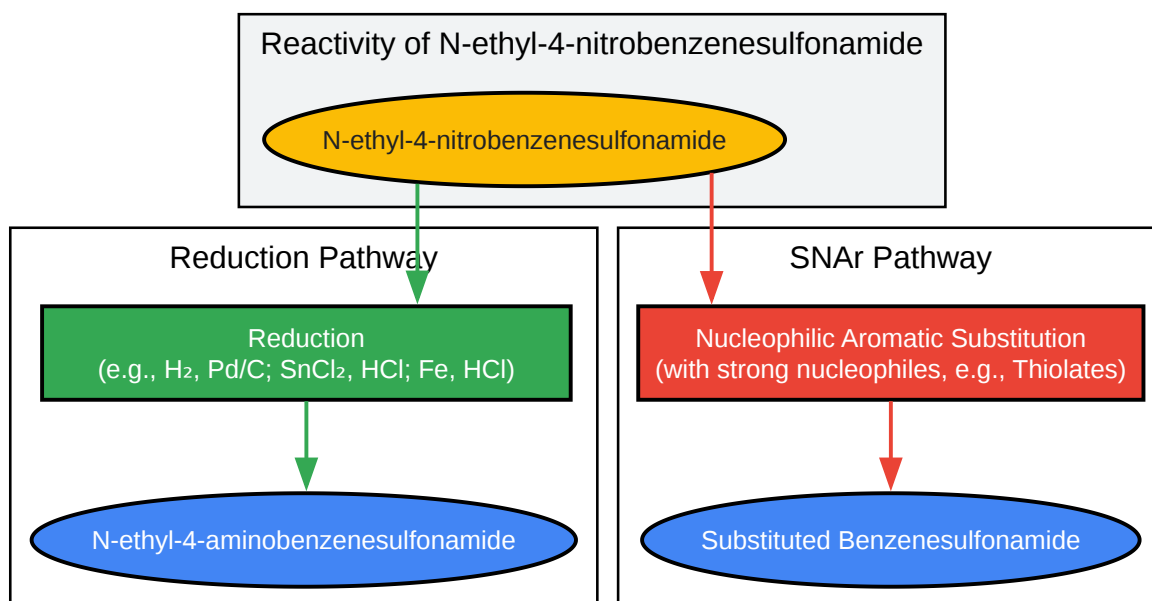 Reactivity of N-ethyl-4-nitrobenzenesulfonamide
N-ethyl-4-nitrobenzenesulfonamide
Reduction Pathway
Reduction
(e.g., H₂, Pd/C; SnCl₂, HCl; Fe, HCl)
N-ethyl-4-aminobenzenesulfonamide
SNAr Pathway
Nucleophilic Aromatic Substitution
(with strong nucleophiles, e.g., Thiolates)
Substituted Benzenesulfonamide